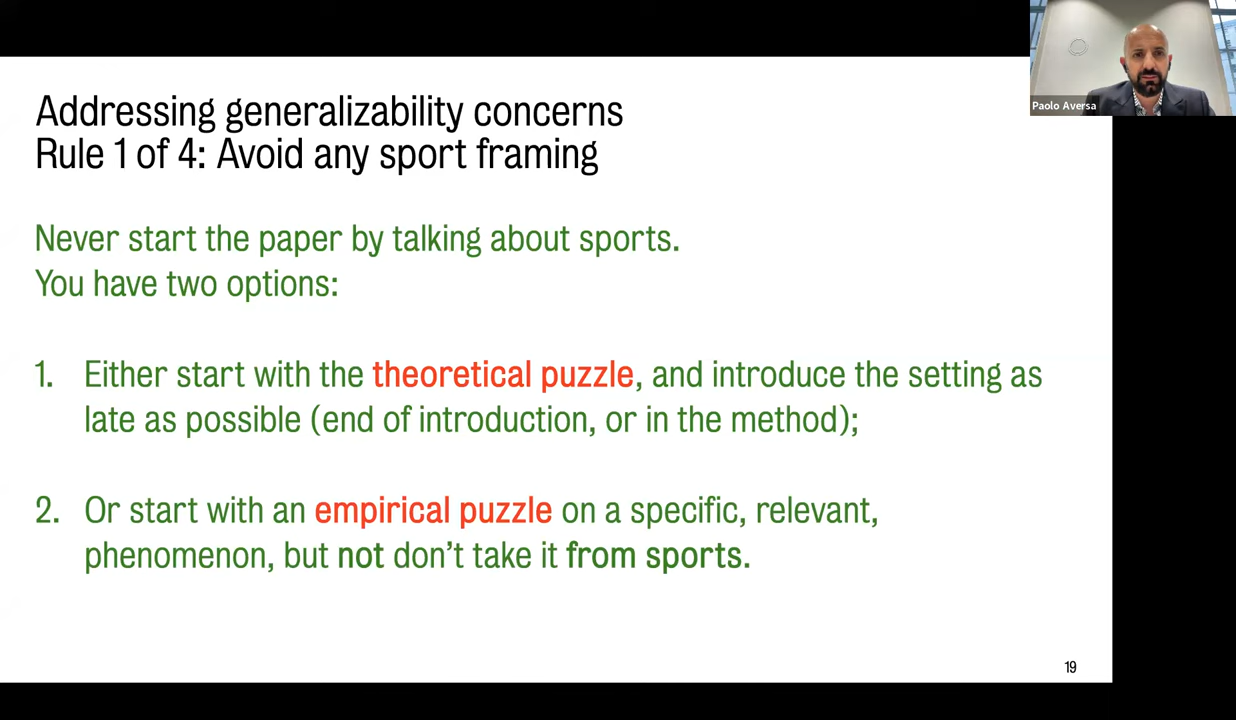 Paolo Aversa
Addressing generalizability concerns
Rule 1 of 4: Avoid any sport framing
Never start the paper by talking about sports.
You have two options:
1. Either start with the theoretical puzzle, and introduce the setting as
late as possible (end of introduction, or in the method);
2. Or start with an empirical puzzle on a specific, relevant,
phenomenon, but not don't take it from sports.
19